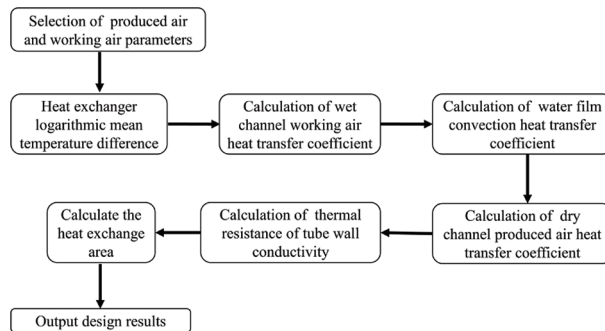 Selection of produced air
and working air parameters
Heat exchanger
logarithmic mean
temperature difference
Calculation of wet
channel working air
heat transfer coefficient
Calculation of water film
convection heat transfer
coefficient
Calculation of dry
channel produced air heat
transfer coefficient
Calculation of thermal
resistance of tube wall
conductivity
Calculate the
heat exchange
area
Output design results